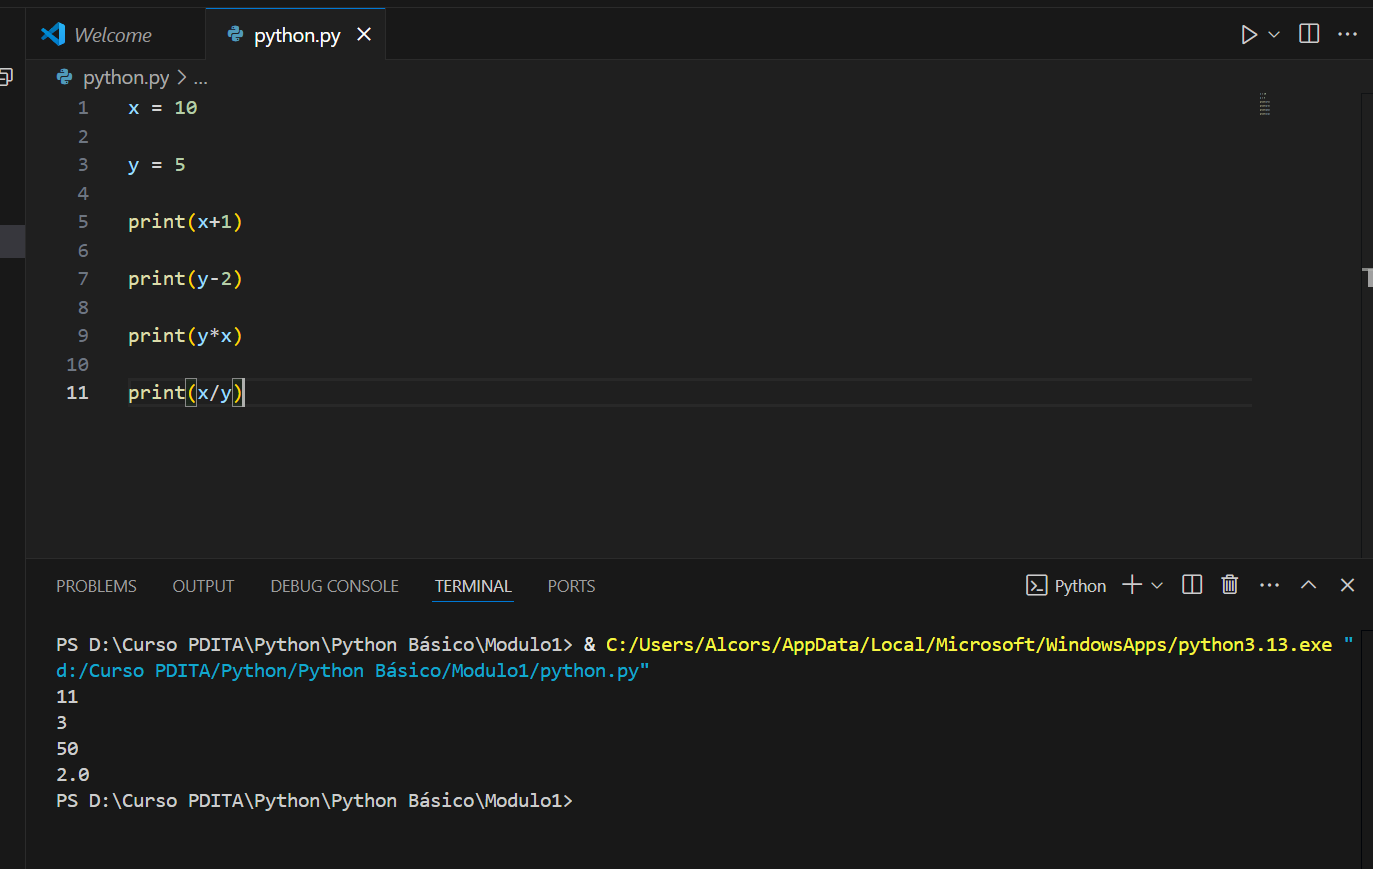 Welcome
python.py
python.py > ...
1 x = 10
2
3 y = 5
4
5 print(x+1)
6
7 print(y-2)
8
9 print(y*x)
10
11 print(x/y)
PROBLEMS OUTPUT DEBUG CONSOLE TERMINAL PORTS
Python
PS D:\Curso PDITA\Python\Python Básico\Modulo1> & C:/Users/Alcors/AppData/Local/Microsoft/WindowsApps/python3.13.exe "
d:/Curso PDITA/Python/Python Básico/Modulo1/python.py"
11
3
50
2.0
PS D:\Curso PDITA\Python\Python Básico\Modulo1>